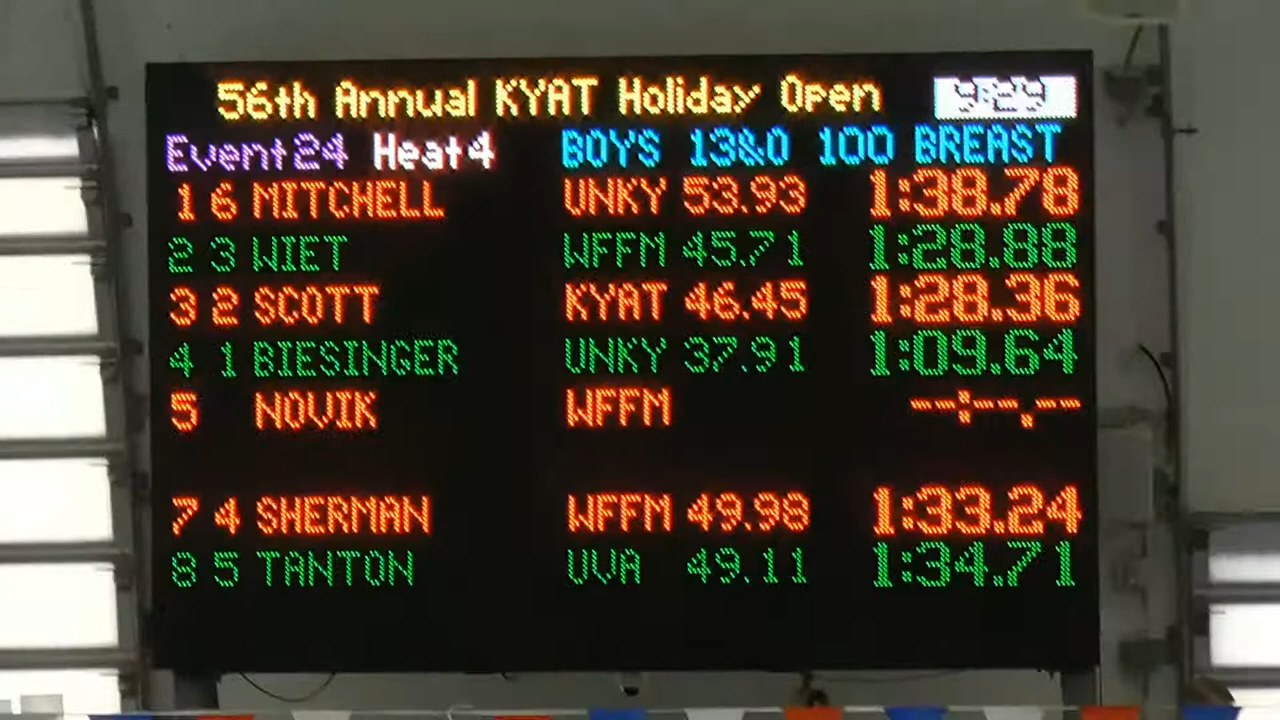 56th Annual KYAT Holiday Open 9:29
Event24 Heat4 BOYS 13&O 100 BREAST
1 6 MITCHELL UNKY 53.93 1:38.78
2 3 WIET WFFM 45.71 1:28.88
3 2 SCOTT KYAT 46.45 1:28.36
4 1 BIESINGER UNKY 37.91 1:09.64
5 NOVIK WFFM --:--.--
7 4 SHERMAN WFFM 49.98 1:33.24
8 5 TANTON UVA 49.11 1:34.71